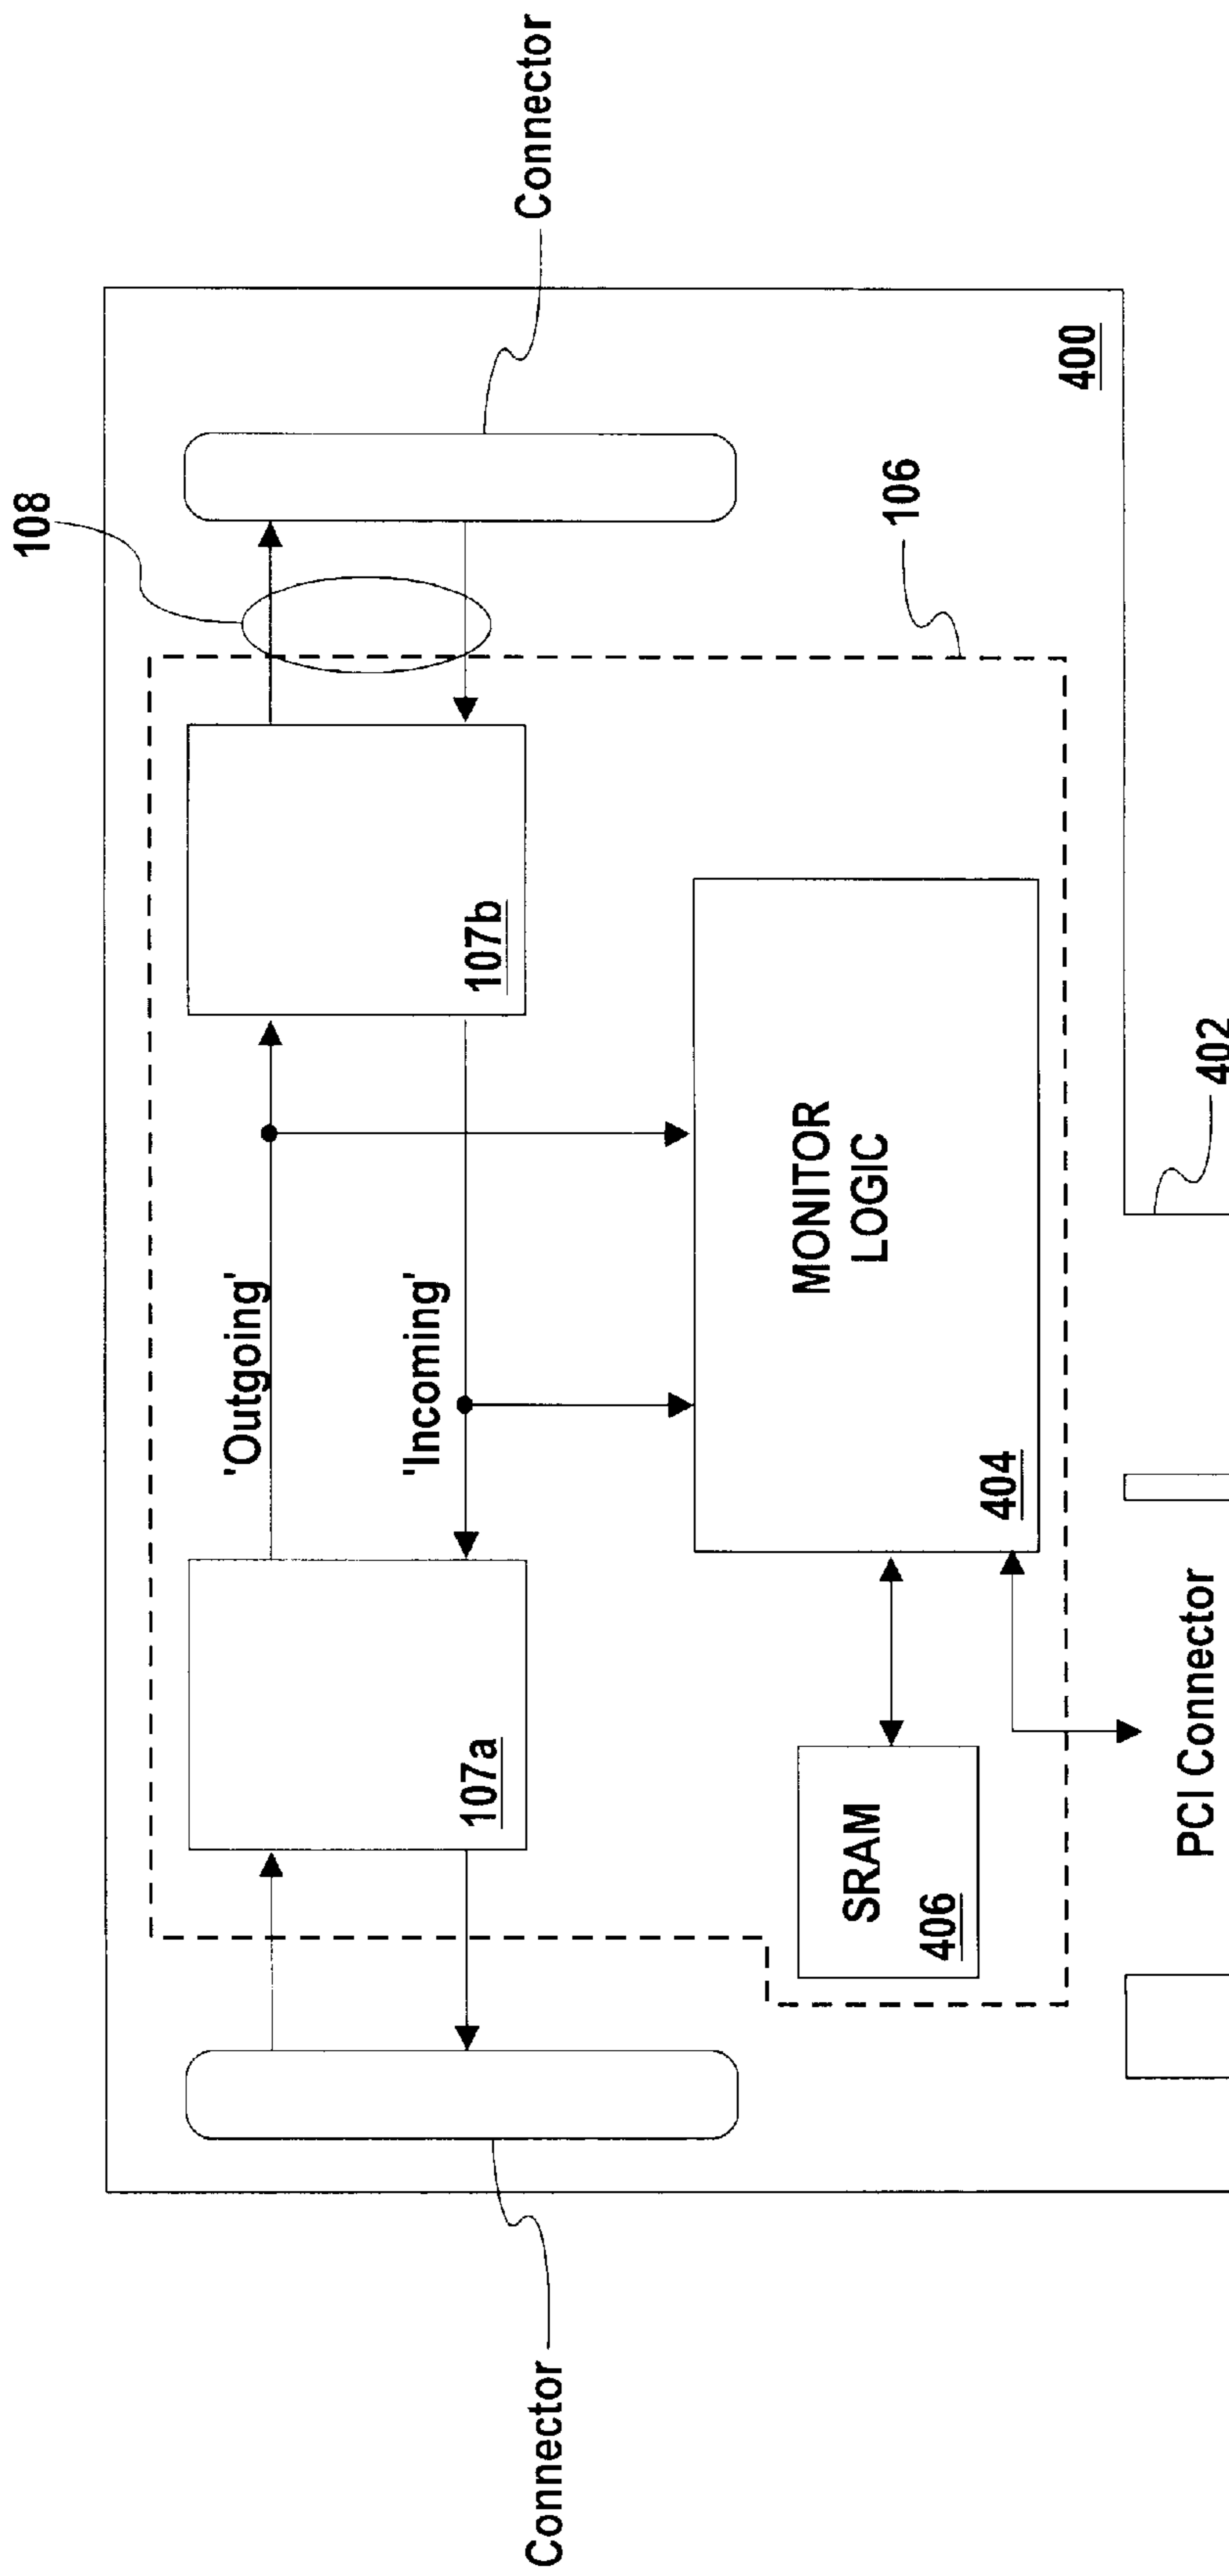 108
Connector
400
106
107b
'Outgoing'
'Incoming'
MONITOR
LOGIC
402
404
107a
SRAM
406
PCI Connector
Connector